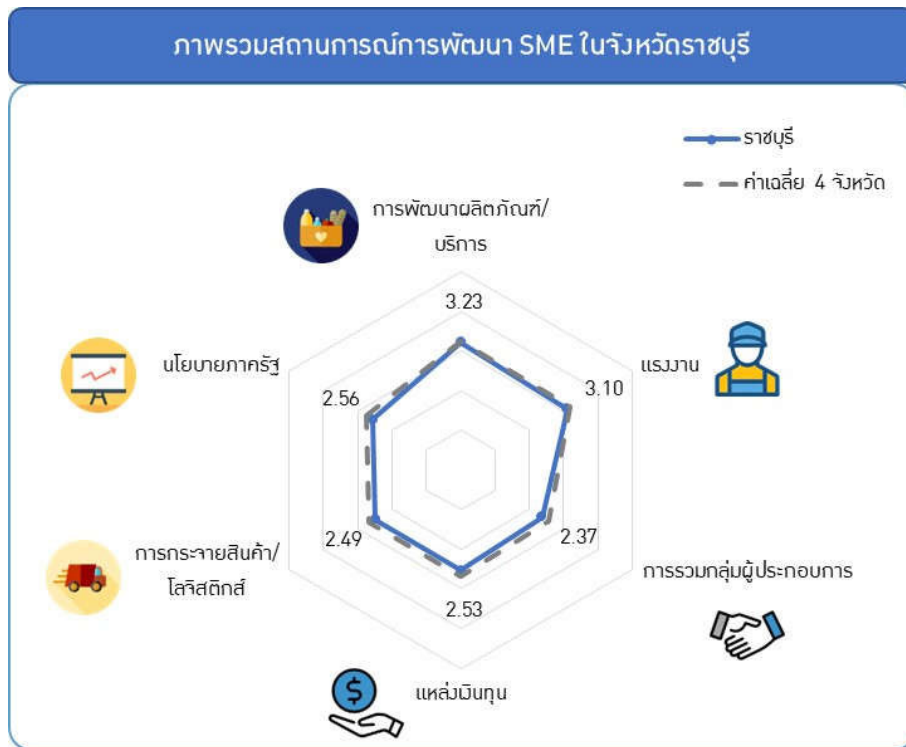 ภาพรวมสถานการณ์การพัฒนา SME ในจังหวัดราชบุรี
ราชบุรี
ค่าเฉลี่ย 4 จังหวัด
การพัฒนาผลิตภัณฑ์/
บริการ
3.23
นโยบายภาครัฐ
แรงงาน
3.10
2.56
การกระจายสินค้า/
โลจิสติกส์
2.49
2.37
การรวมกลุ่มผู้ประกอบการ
2.53
แหล่งเงินทุน
$